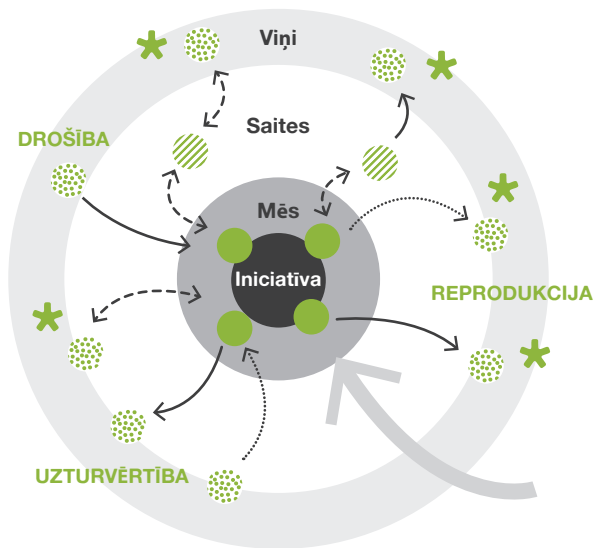 Viņi
Saites
DROŠĪBA
Mēs
Iniciatīva
REPRODUKCIJA
UZTURVĒRTĪBA